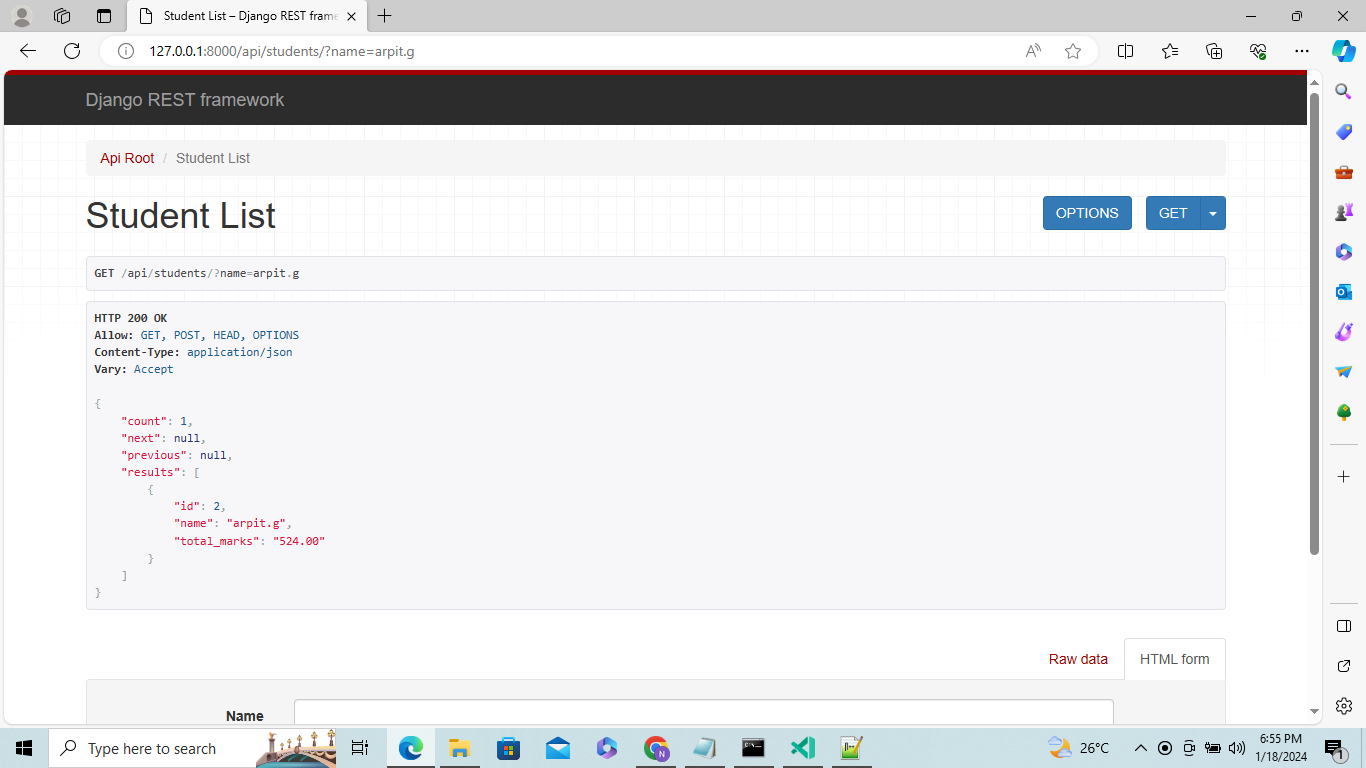 Student List – Django REST frame
127.0.0.1:8000/api/students/?name=arpit.g
Django REST framework
Api Root / Student List
Student List
OPTIONS
GET
GET /api/students/?name=arpit.g
HTTP 200 OK
Allow: GET, POST, HEAD, OPTIONS
Content-Type: application/json
Vary: Accept
{
    "count": 1,
    "next": null,
    "previous": null,
    "results": [
        {
            "id": 2,
            "name": "arpit.g",
            "total_marks": "524.00"
        }
    ]
}
Raw data
HTML form
Name
Type here to search
26°C
6:55 PM
1/18/2024
1